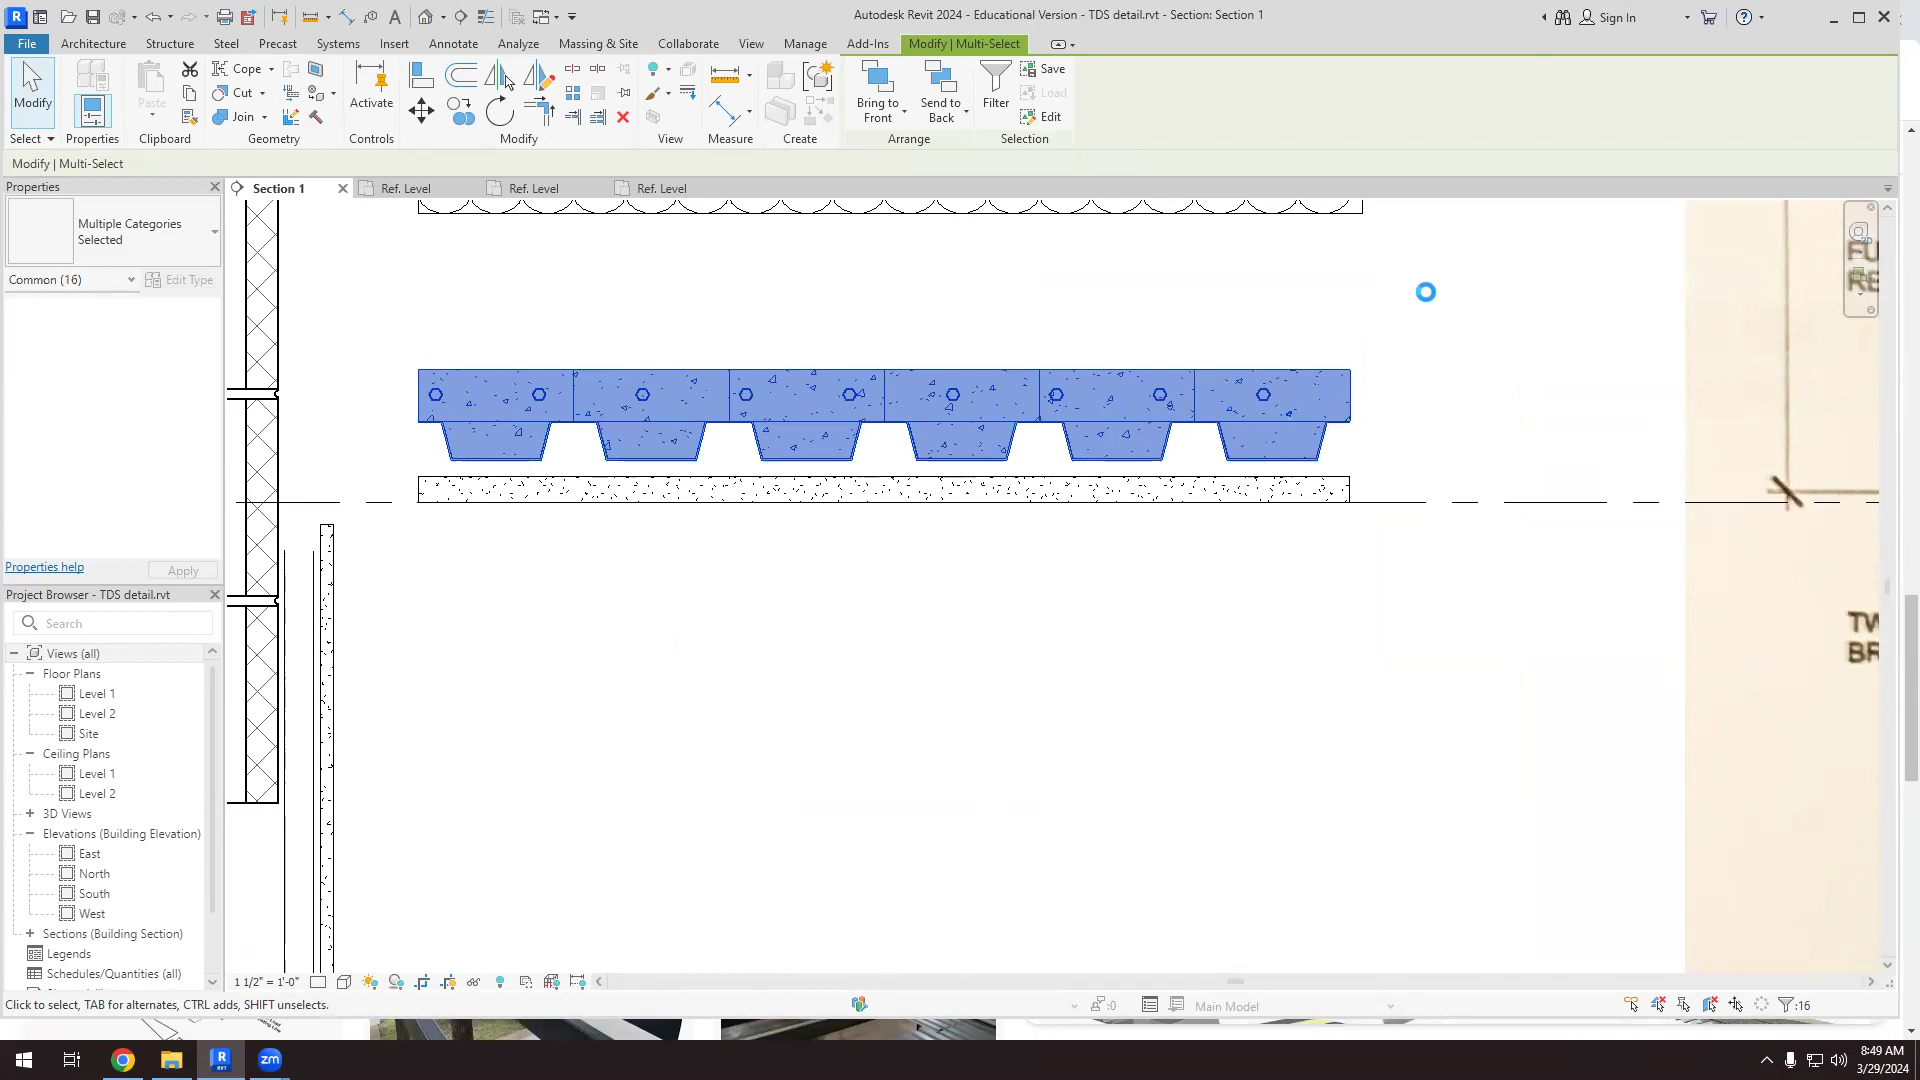 Autodesk Revit 2024 - Educational Version - TDS detail.rvt - Section: Section 1
Sign In
File
Architecture
Structure
Steel
Precast
Systems
Insert
Annotate
Analyze
Massing & Site
Collaborate
View
Manage
Add-Ins
Modify | Multi-Select
Modify
Paste
Cope
Cut
Join
Activate
Bring to
Front
Send to
Back
Filter
Save
Load
Edit
Select
Properties
Clipboard
Geometry
Controls
Modify
View
Measure
Create
Arrange
Selection
Modify | Multi-Select
Properties
Section 1
Ref. Level
Ref. Level
Ref. Level
Multiple Categories
Selected
Common (16)
Edit Type
Properties help
Apply
Project Browser - TDS detail.rvt
Search
Views (all)
Floor Plans
Level 1
Level 2
Site
Ceiling Plans
Level 1
Level 2
3D Views
Elevations (Building Elevation)
East
North
South
West
Sections (Building Section)
Legends
Schedules/Quantities (all)
FU
RE
TW
BR
1 1/2" = 1'-0"
Click to select, TAB for alternates, CTRL adds, SHIFT unselects.
:0
Main Model
:16
R
RVT
zm
8:49 AM
3/29/2024